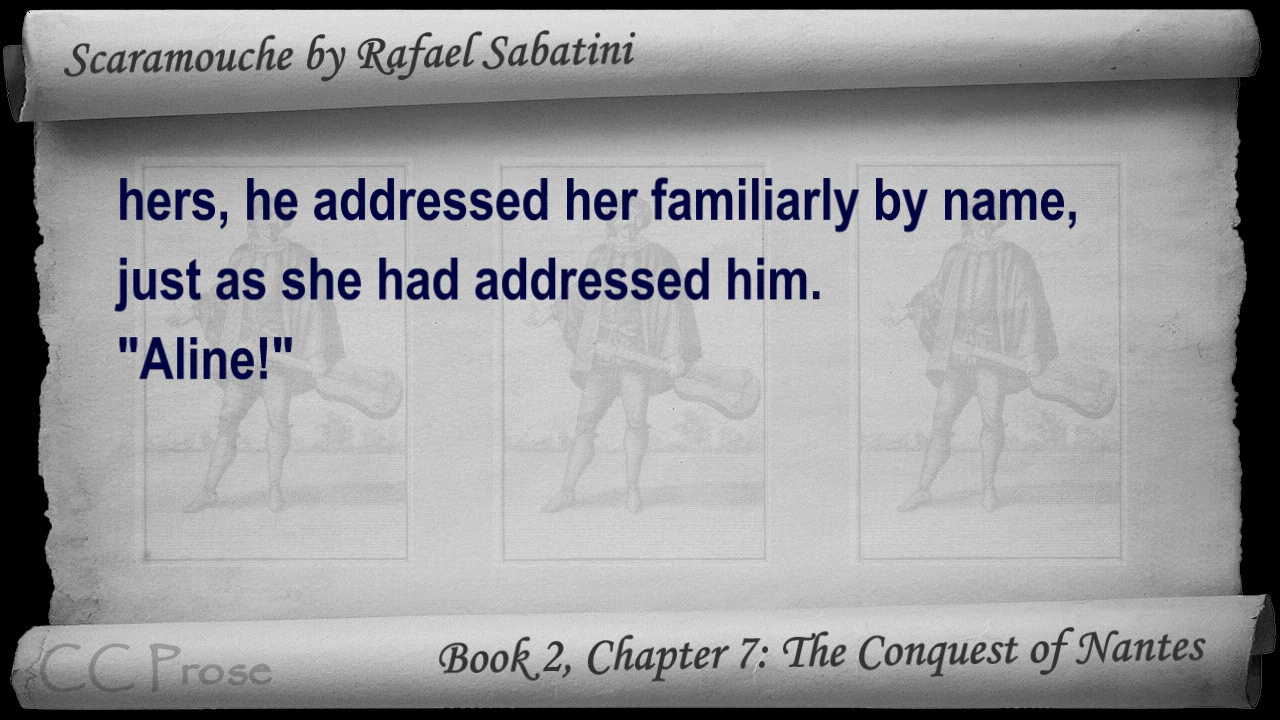 Scaramouche by Rafael Sabatini
hers, he addressed her familiarly by name,
just as she had addressed him.
"Aline!"
CC Prose
Book 2, Chapter 7: The Conquest of Nantes